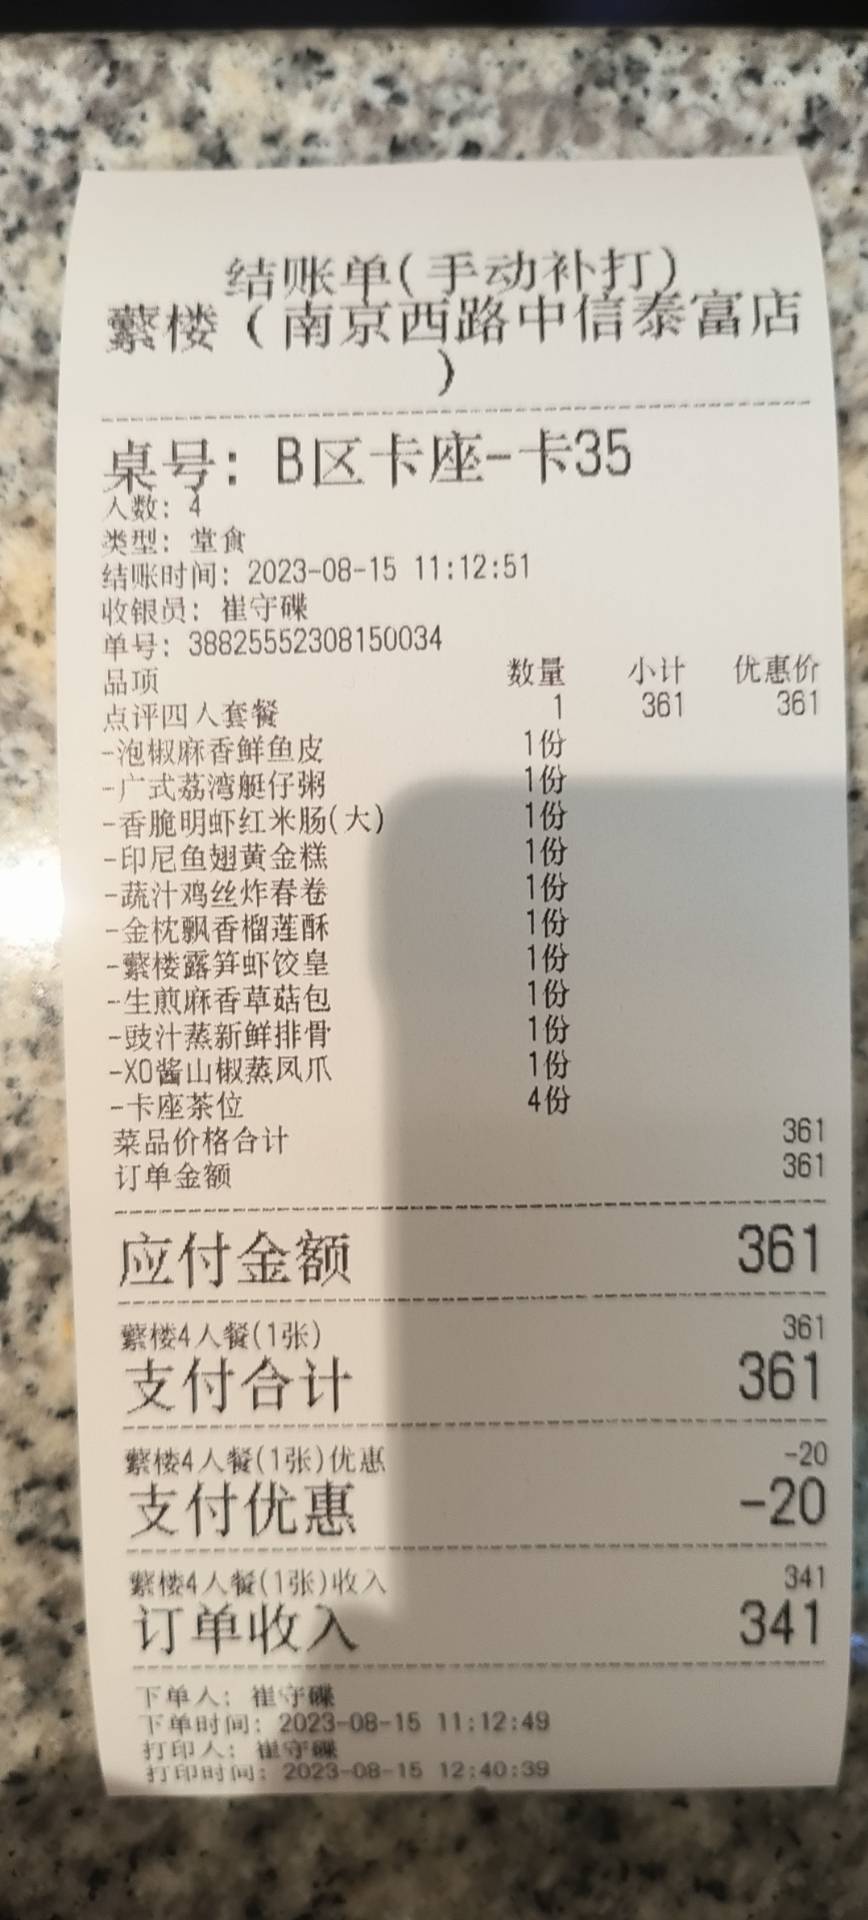 结账单(手动补打)
蘩楼(南京西路中信泰富店
)
桌号: B区卡座-卡35
人数: 4
类型: 堂食
结账时间: 2023-08-15 11:12:51
收银员: 崔守碟
单号: 38825552308150034
品项 数量 小计 优惠价
点评四人套餐 1 361 361
-泡椒麻香鲜鱼皮 1份
-广式荔湾艇仔粥 1份
-香脆明虾红米肠(大) 1份
-印尼鱼翅黄金糕 1份
-蔬汁鸡丝炸春卷 1份
-金枕飘香榴莲酥 1份
-蘩楼露笋虾饺皇 1份
-生煎麻香草菇包 1份
-豉汁蒸新鲜排骨 1份
-XO酱山椒蒸凤爪 1份
-卡座茶位 4份
菜品价格合计 361
订单金额 361
应付金额 361
蘩楼4人餐(1张) 361
支付合计 361
蘩楼4人餐(1张)优惠 -20
支付优惠 -20
蘩楼4人餐(1张)收入 341
订单收入 341
下单人: 崔守碟
下单时间: 2023-08-15 11:12:49
打印人: 崔守碟
打印时间: 2023-08-15 12:40:39